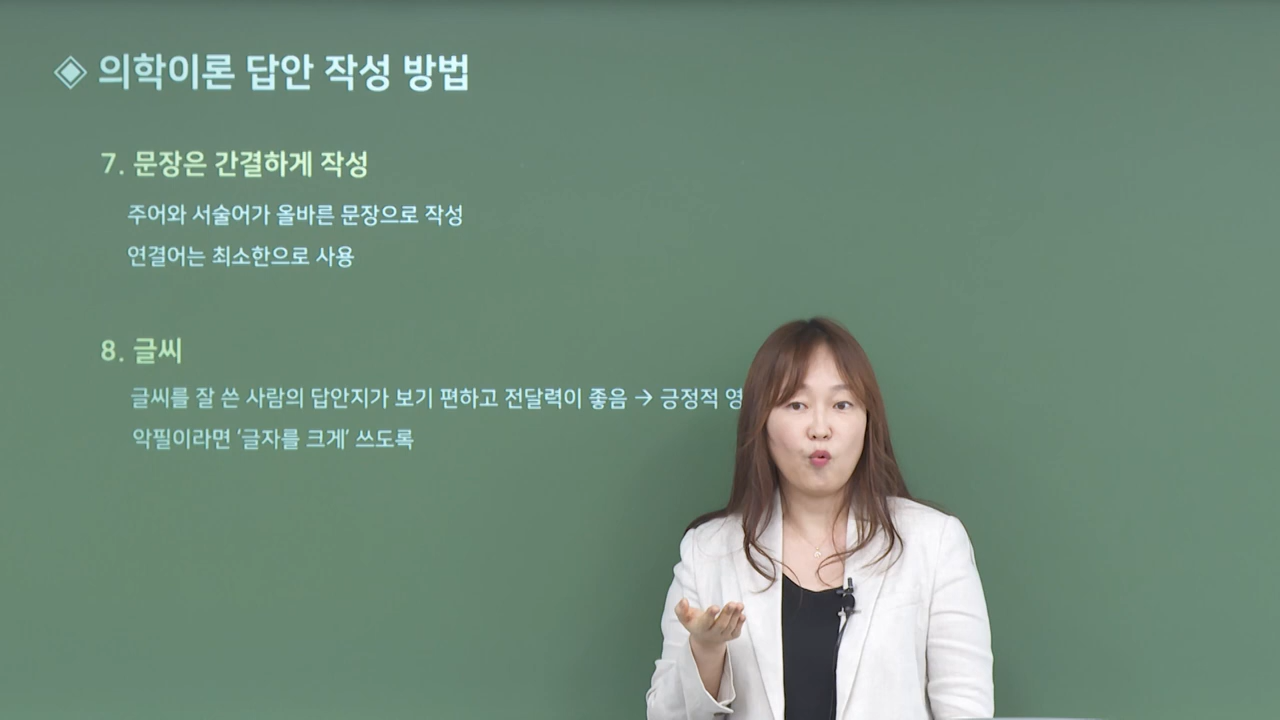 ◈ 의학이론 답안 작성 방법
7. 문장은 간결하게 작성
주어와 서술어가 올바른 문장으로 작성
연결어는 최소한으로 사용
8. 글씨
글씨를 잘 쓴 사람의 답안지가 보기 편하고 전달력이 좋음 → 긍정적
악필이라면 ‘글자를 크게’ 쓰도록